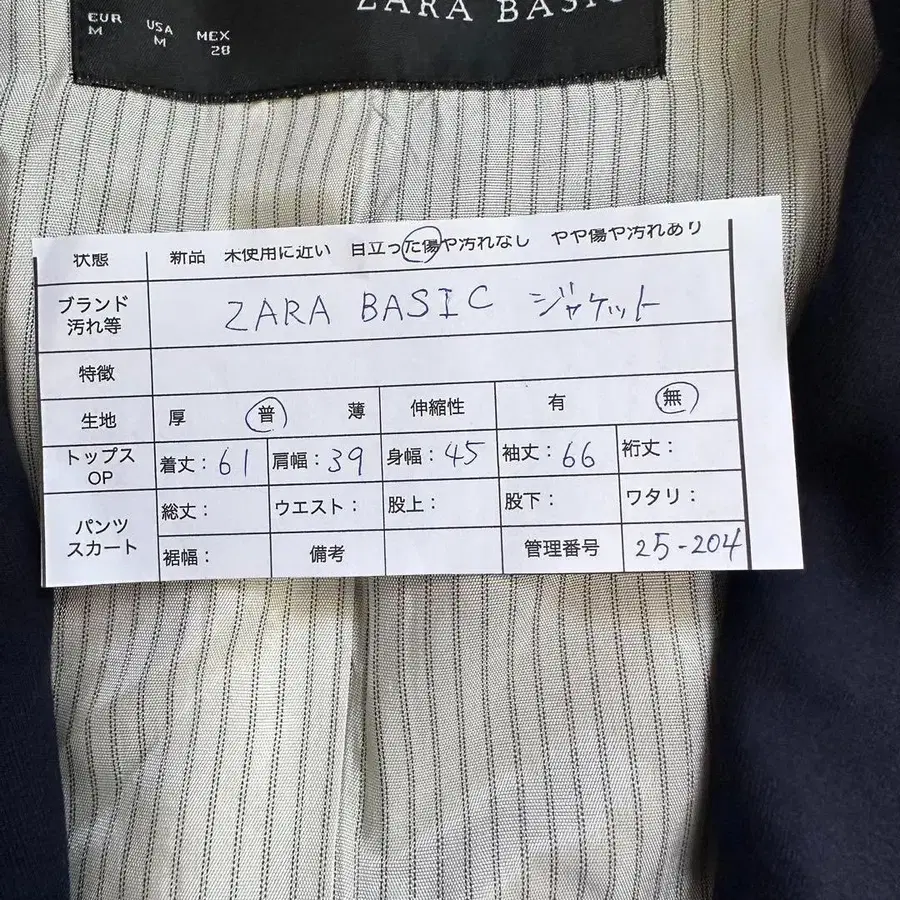 EUR USA MEX
M M 28
ZARA BASIC
状態 新品 未使用に近い 目立った傷や汚れなし やや傷や汚れあり
ブランド 汚れ等 ZARA BASIC ジャケット
特徴
生地 厚 普 薄 伸縮性 有 無
トップス OP 着丈：61 肩幅：39 身幅：45 袖丈：66 裄丈：
パンツ スカート 総丈： ウエスト： 股上： 股下： ワタリ：
裾幅： 備考 管理番号 25-204